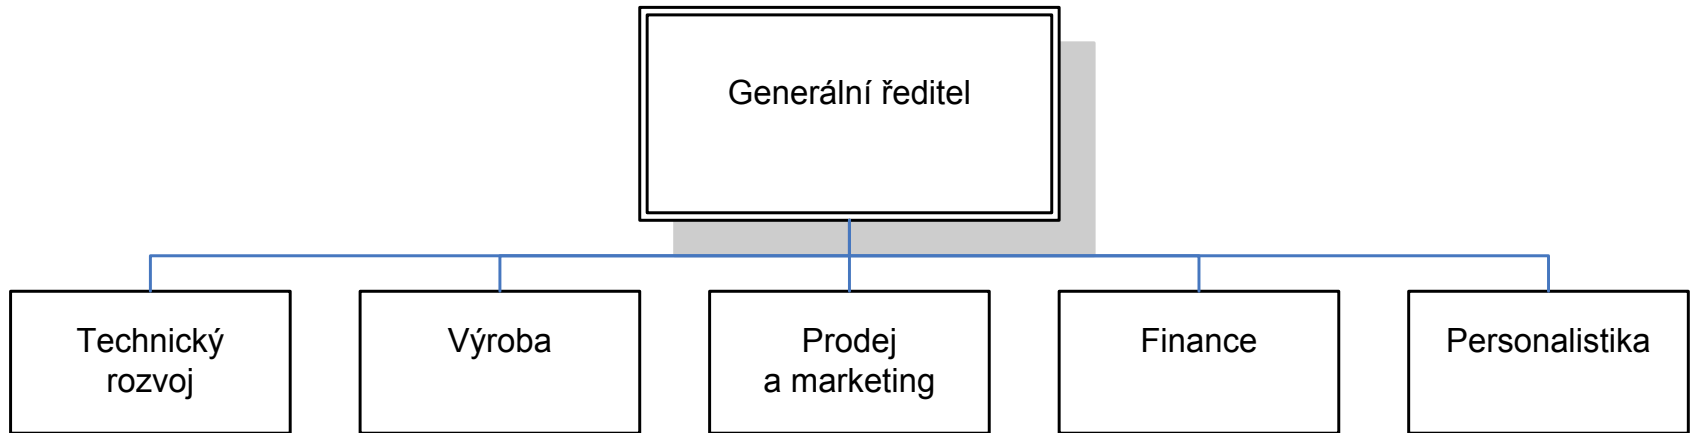 Generální ředitel
Technický
rozvoj
Výroba
Prodej
a marketing
Finance
Personalistika